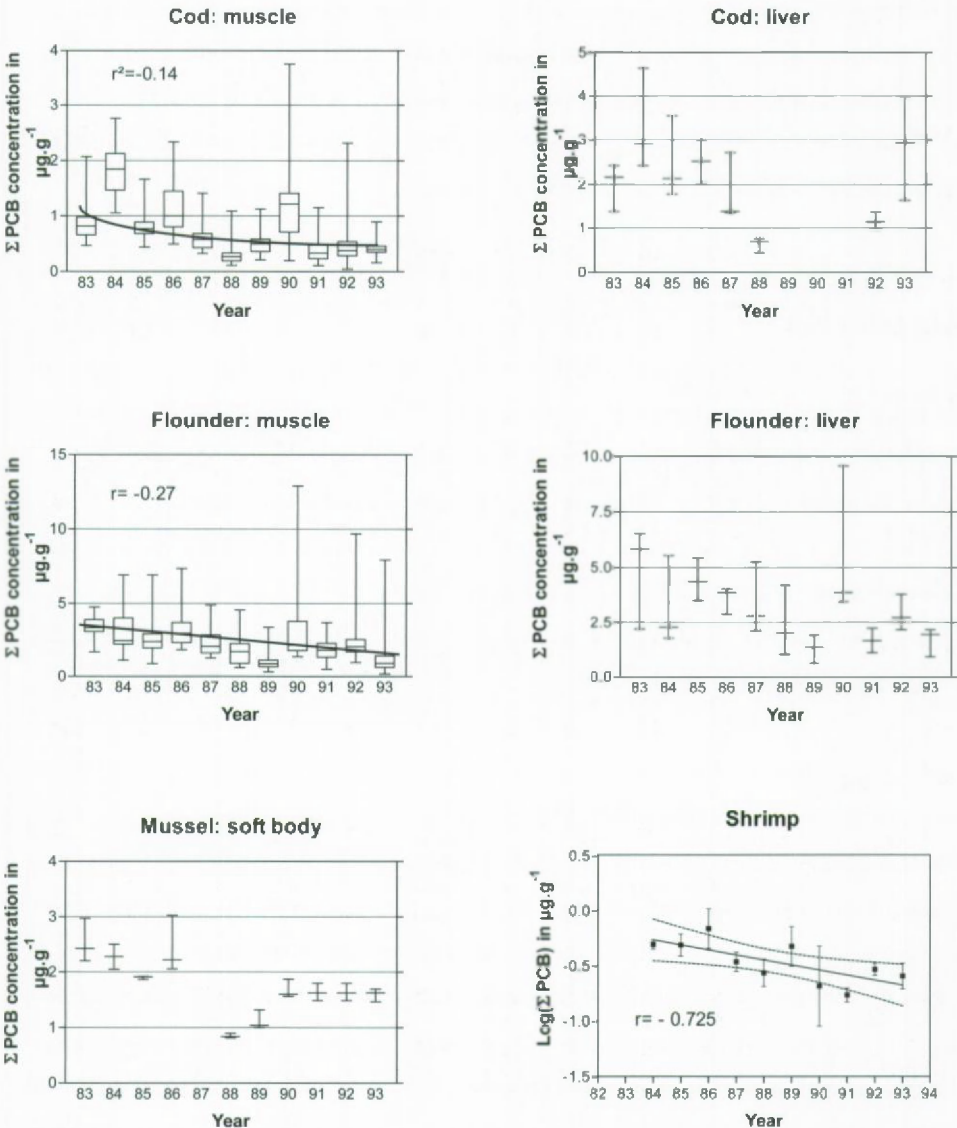 Cod: muscle
Σ PCB concentration in
µg.g-1
4
3
2
1
0
r²=-0.14
83 84 85 86 87 88 89 90 91 92 93
Year
Cod: liver
Σ PCB concentration in
µg.g-1
5
4
3
2
1
0
83 84 85 86 87 88 89 90 91 92 93
Year
Flounder: muscle
Σ PCB concentration in
µg.g-1
15
10
5
0
r= -0.27
83 84 85 86 87 88 89 90 91 92 93
Year
Flounder: liver
Σ PCB concentration in
µg.g-1
10.0
7.5
5.0
2.5
0.0
83 84 85 86 87 88 89 90 91 92 93
Year
Mussel: soft body
Σ PCB concentration in
µg.g-1
4
3
2
1
0
83 84 85 86 87 88 89 90 91 92 93
Year
Shrimp
Log(Σ PCB) in µg.g-1
0.5
0.0
-0.5
-1.0
-1.5
r= - 0.725
82 83 84 85 86 87 88 89 90 91 92 93 94
Year